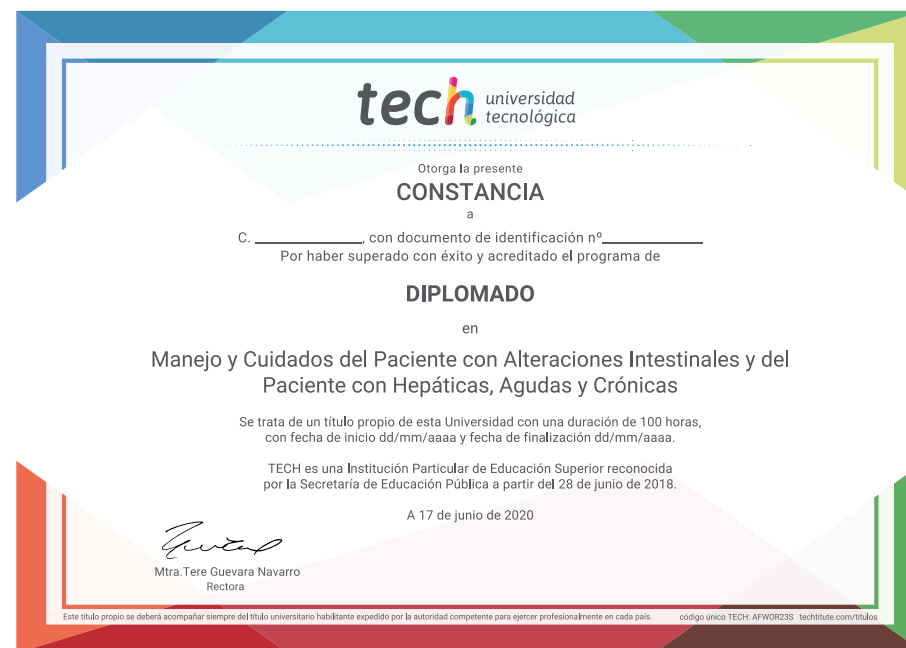 tech universidad
tecnológica
Otorga la presente
CONSTANCIA
a
C. ____________, con documento de identificación nº____________
Por haber superado con éxito y acreditado el programa de
DIPLOMADO
en
Manejo y Cuidados del Paciente con Alteraciones Intestinales y del
Paciente con Hepáticas, Agudas y Crónicas
Se trata de un título propio de esta Universidad con una duración de 100 horas,
con fecha de inicio dd/mm/aaaa y fecha de finalización dd/mm/aaaa.
TECH es una Institución Particular de Educación Superior reconocida
por la Secretaría de Educación Pública a partir del 28 de junio de 2018.
A 17 de junio de 2020
Mtra.Tere Guevara Navarro
Rectora
Este título propio se deberá acompañar siempre del título universitario habilitante expedido por la autoridad competente para ejercer profesionalmente en cada país. código único TECH: AFWOR23S techtitute.com/titulos